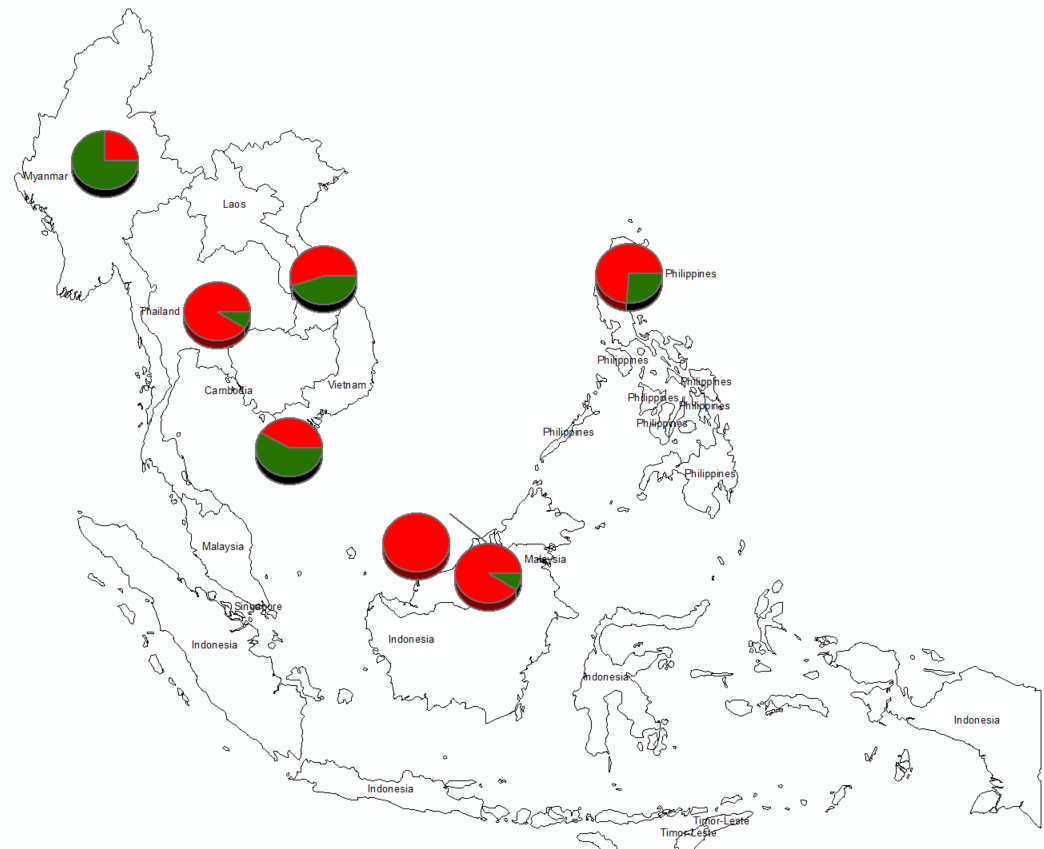 Myanmar
Laos
Philippines
Thailand
Philippines
Philippines
Cambodia
Vietnam
Philippines
Philippines
Philippines
Philippines
Philippines
Malaysia
Malaysia
Singapore
Indonesia
Indonesia
Indonesia
Indonesia
Indonesia
Timor-Leste
Timor-Leste